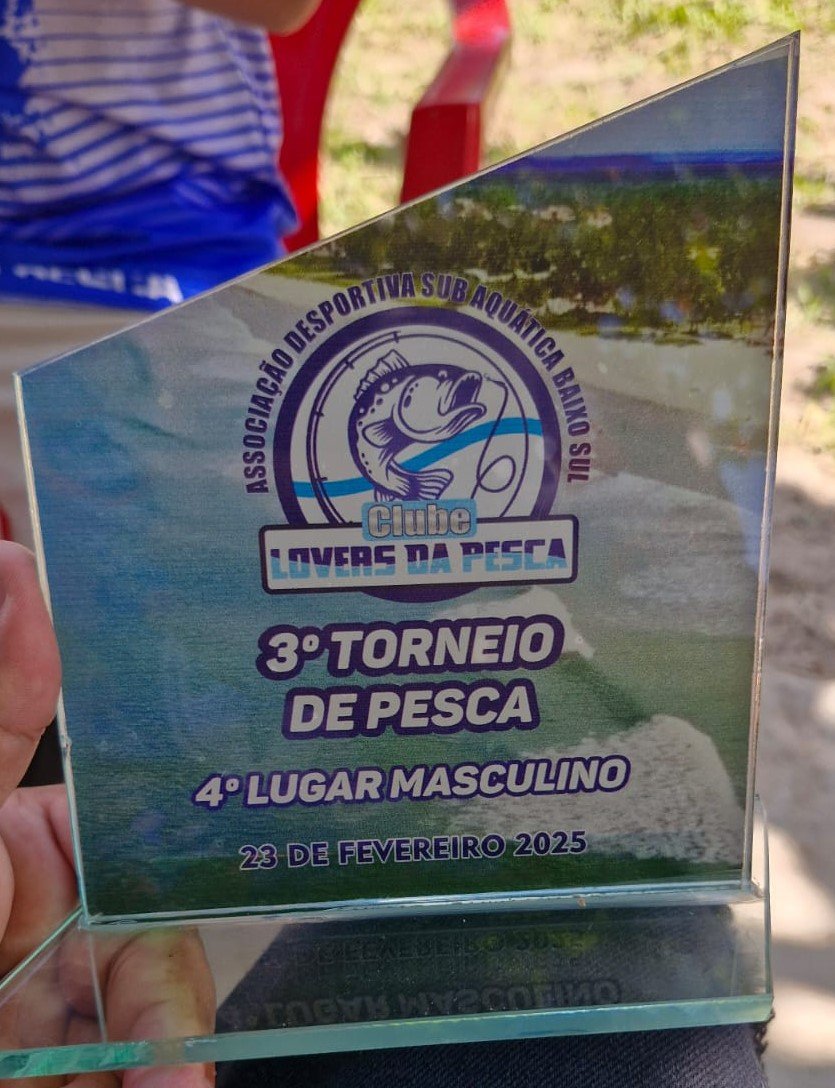 ASSOCIAÇÃO DESPORTIVA SUB AQUÁTICA BAIXO SUL
Clube
LOVERS DA PESCA
3º TORNEIO
DE PESCA
4º LUGAR MASCULINO
23 DE FEVEREIRO 2025